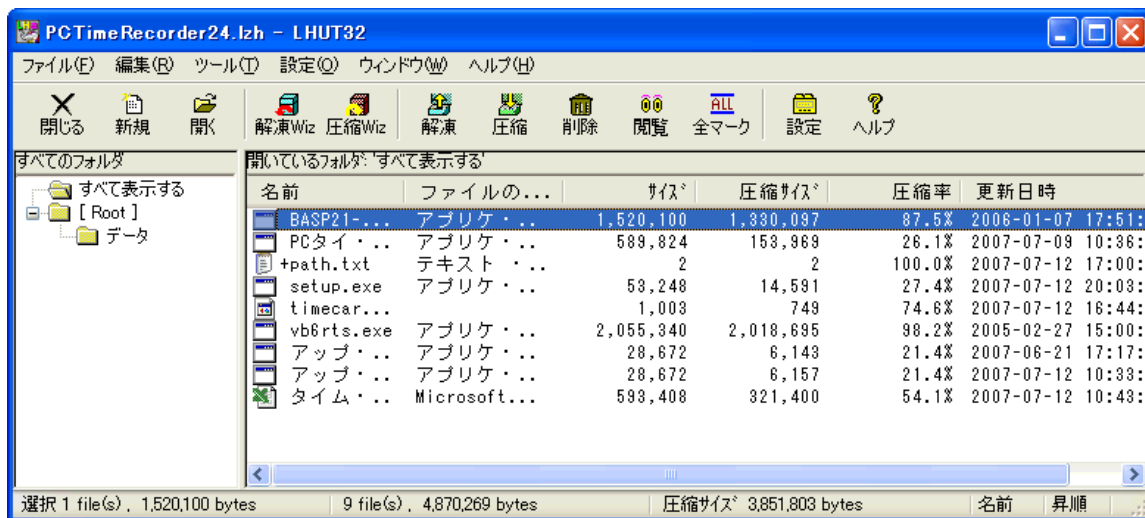 PCTimeRecorder24.lzh - LHUT32
ファイル(F) 編集(R) ツール(T) 設定(O) ウィンドウ(W) ヘルプ(H)
閉じる 新規 開く 解凍Wiz 圧縮Wiz 解凍 圧縮 削除 閲覧 全マーク 設定 ヘルプ
ALL
すべてのフォルダ 開いているフォルダ: 'すべて表示する'
すべて表示する
[ Root ]
データ
名前 ファイルの... サイズ 圧縮サイズ 圧縮率 更新日時
BASP21-... アプリケ・.. 1,520,100 1,330,097 87.5% 2006-01-07 17:51:
PCタイ・.. アプリケ・.. 589,824 153,969 26.1% 2007-07-09 10:36:
+path.txt テキスト ・.. 2 2 100.0% 2007-07-12 17:00:
setup.exe アプリケ・.. 53,248 14,591 27.4% 2007-07-12 20:03:
timecar... 1,003 749 74.6% 2007-07-12 16:44:
vb6rts.exe アプリケ・.. 2,055,340 2,018,695 98.2% 2005-02-27 15:00:
アップ・.. アプリケ・.. 28,672 6,143 21.4% 2007-06-21 17:17:
アップ・.. アプリケ・.. 28,672 6,157 21.4% 2007-07-12 10:33:
タイム・.. Microsoft... 593,408 321,400 54.1% 2007-07-12 10:43:
選択 1 file(s), 1,520,100 bytes 9 file(s), 4,870,269 bytes 圧縮サイズ 3,851,803 bytes 名前 昇順